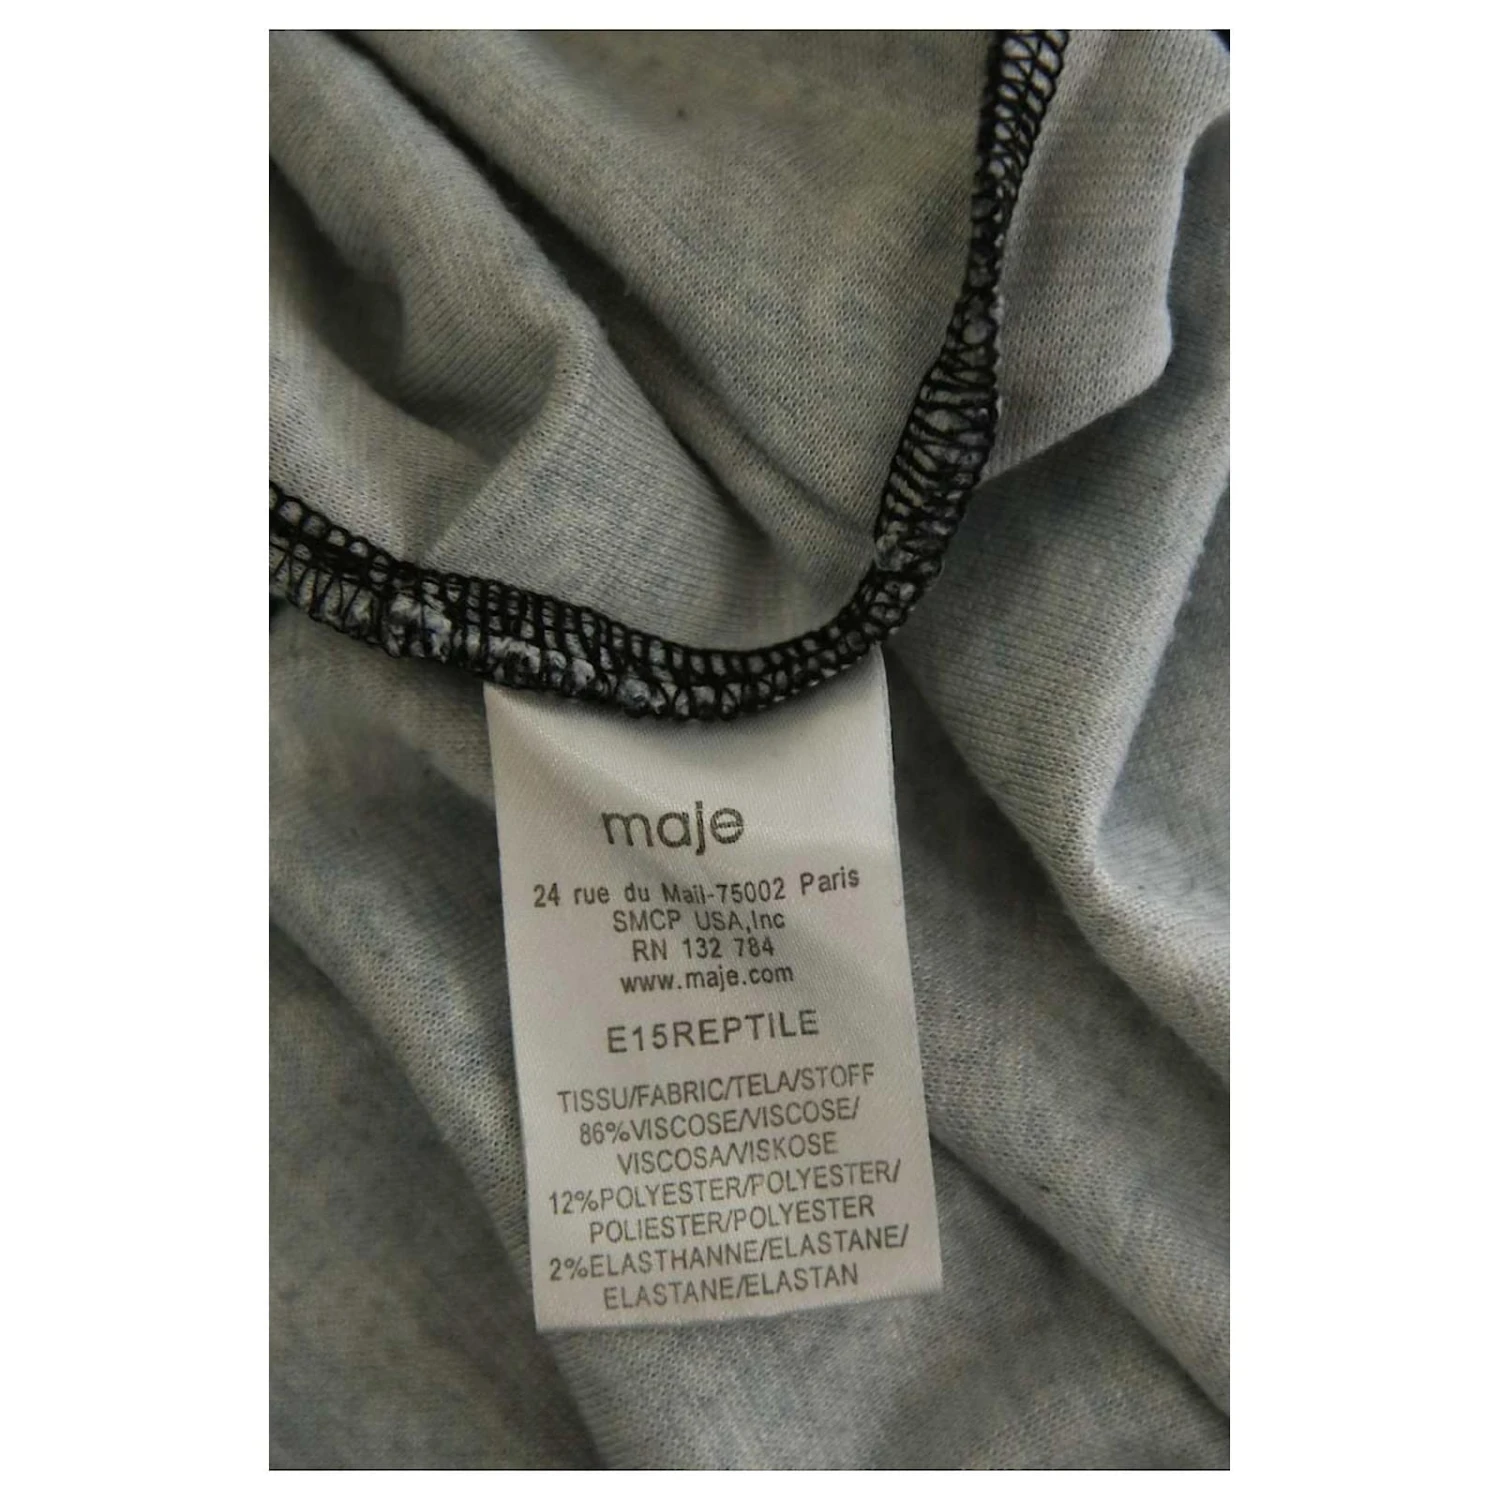 maje
24 rue du Mail-75002 Paris
SMCP USA,Inc
RN 132 784
www.maje.com
E15REPTILE
TISSU/FABRIC/TELA/STOFF
86%VISCOSE/VISCOSE/
VISCOSA/VISKOSE
12%POLYESTER/POLYESTER/
POLIESTER/POLYESTER
2%ELASTHANNE/ELASTANE/
ELASTANE/ELASTAN